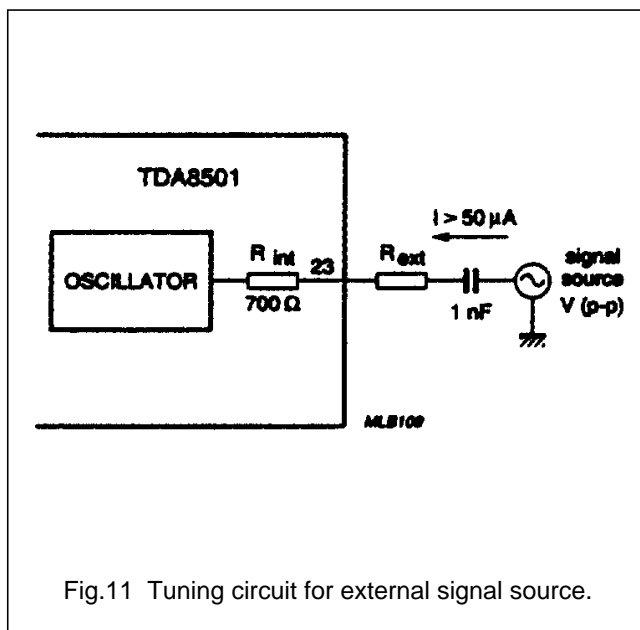 TDA8501
I > 50 μA
OSCILLATOR
R int
23
R ext
signal
source
V (p-p)
700 Ω
1 nF
MLB109
Fig.11 Tuning circuit for external signal source.